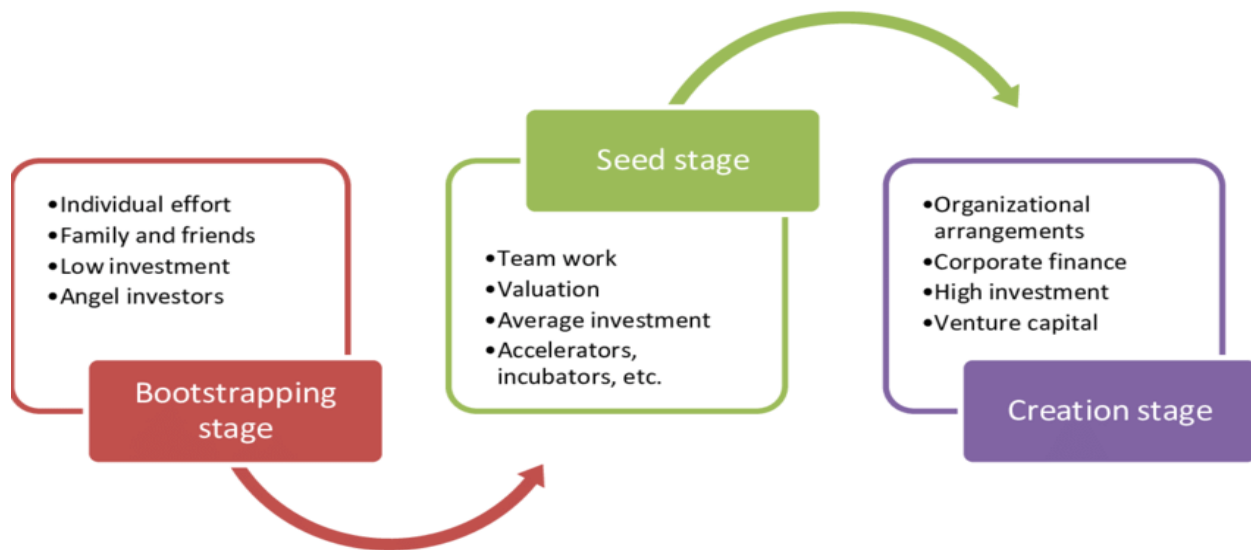 •Individual effort
•Family and friends
•Low investment
•Angel investors
Bootstrapping
stage
Seed stage
•Team work
•Valuation
•Average investment
•Accelerators,
incubators, etc.
•Organizational
arrangements
•Corporate finance
•High investment
•Venture capital
Creation stage